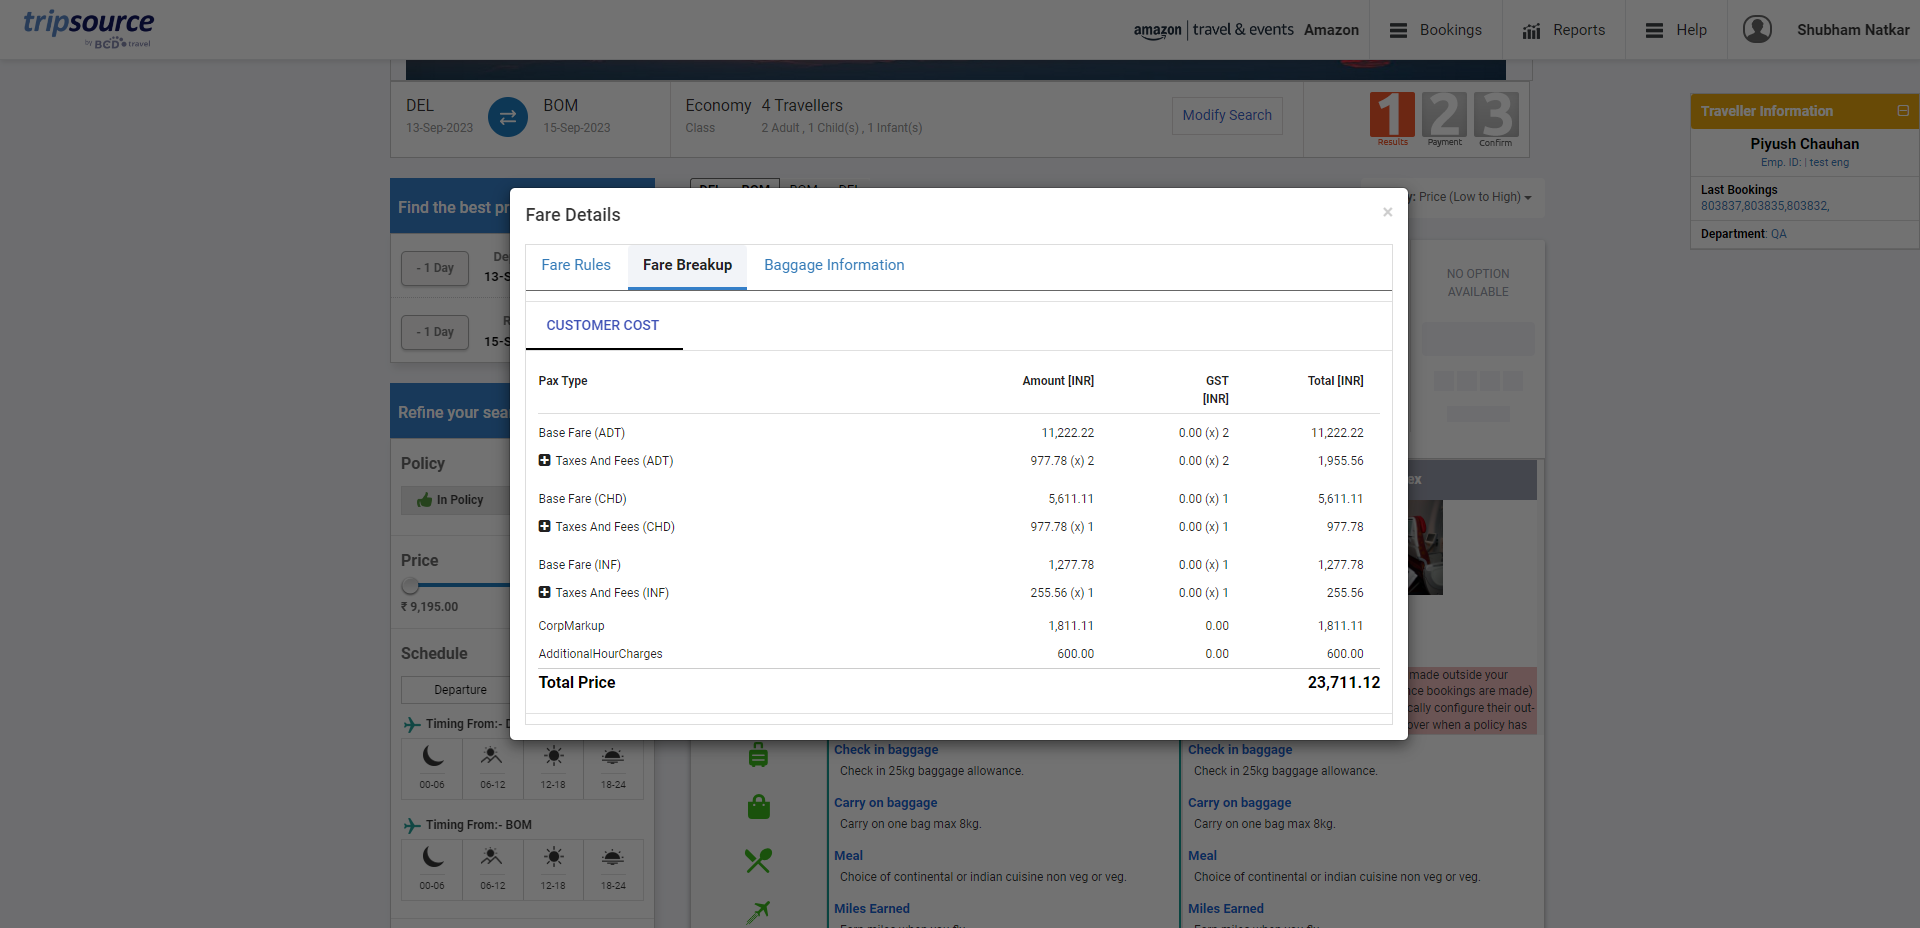 tripsource
by BCD travel
amazon | travel & events Amazon
Bookings
Reports
Help
Shubham Natkar
DEL
13-Sep-2023
BOM
15-Sep-2023
Economy
Class
4 Travellers
2 Adult , 1 Child(s) , 1 Infant(s)
Modify Search
1 2 3
Results Payment Confirm
Traveller Information
Piyush Chauhan
Emp. ID: | test eng
Last Bookings
803837,803835,803832,
Department: QA
Find the best
- 1 Day
13-S
- 1 Day
15-S
Price (Low to High)
NO OPTION
AVAILABLE
Refine your
Policy
In Policy
Price
₹ 9,195.00
Schedule
Departure
Timing From:-
00-06 06-12 12-18 18-24
Timing From:- BOM
00-06 06-12 12-18 18-24
Fare Details
×
Fare Rules
Fare Breakup
Baggage Information
CUSTOMER COST
Pax Type Amount [INR] GST [INR] Total [INR]
Base Fare (ADT) 11,222.22 0.00 (x) 2 11,222.22
Taxes And Fees (ADT) 977.78 (x) 2 0.00 (x) 2 1,955.56
Base Fare (CHD) 5,611.11 0.00 (x) 1 5,611.11
Taxes And Fees (CHD) 977.78 (x) 1 0.00 (x) 1 977.78
Base Fare (INF) 1,277.78 0.00 (x) 1 1,277.78
Taxes And Fees (INF) 255.56 (x) 1 0.00 (x) 1 255.56
CorpMarkup 1,811.11 0.00 1,811.11
AdditionalHourCharges 600.00 0.00 600.00
Total Price 23,711.12
ex
made outside your
nce bookings are made)
cally configure their out-
over when a policy has
Check in baggage
Check in 25kg baggage allowance.
Carry on baggage
Carry on one bag max 8kg.
Meal
Choice of continental or indian cuisine non veg or veg.
Miles Earned
Check in baggage
Check in 25kg baggage allowance.
Carry on baggage
Carry on one bag max 8kg.
Meal
Choice of continental or indian cuisine non veg or veg.
Miles Earned